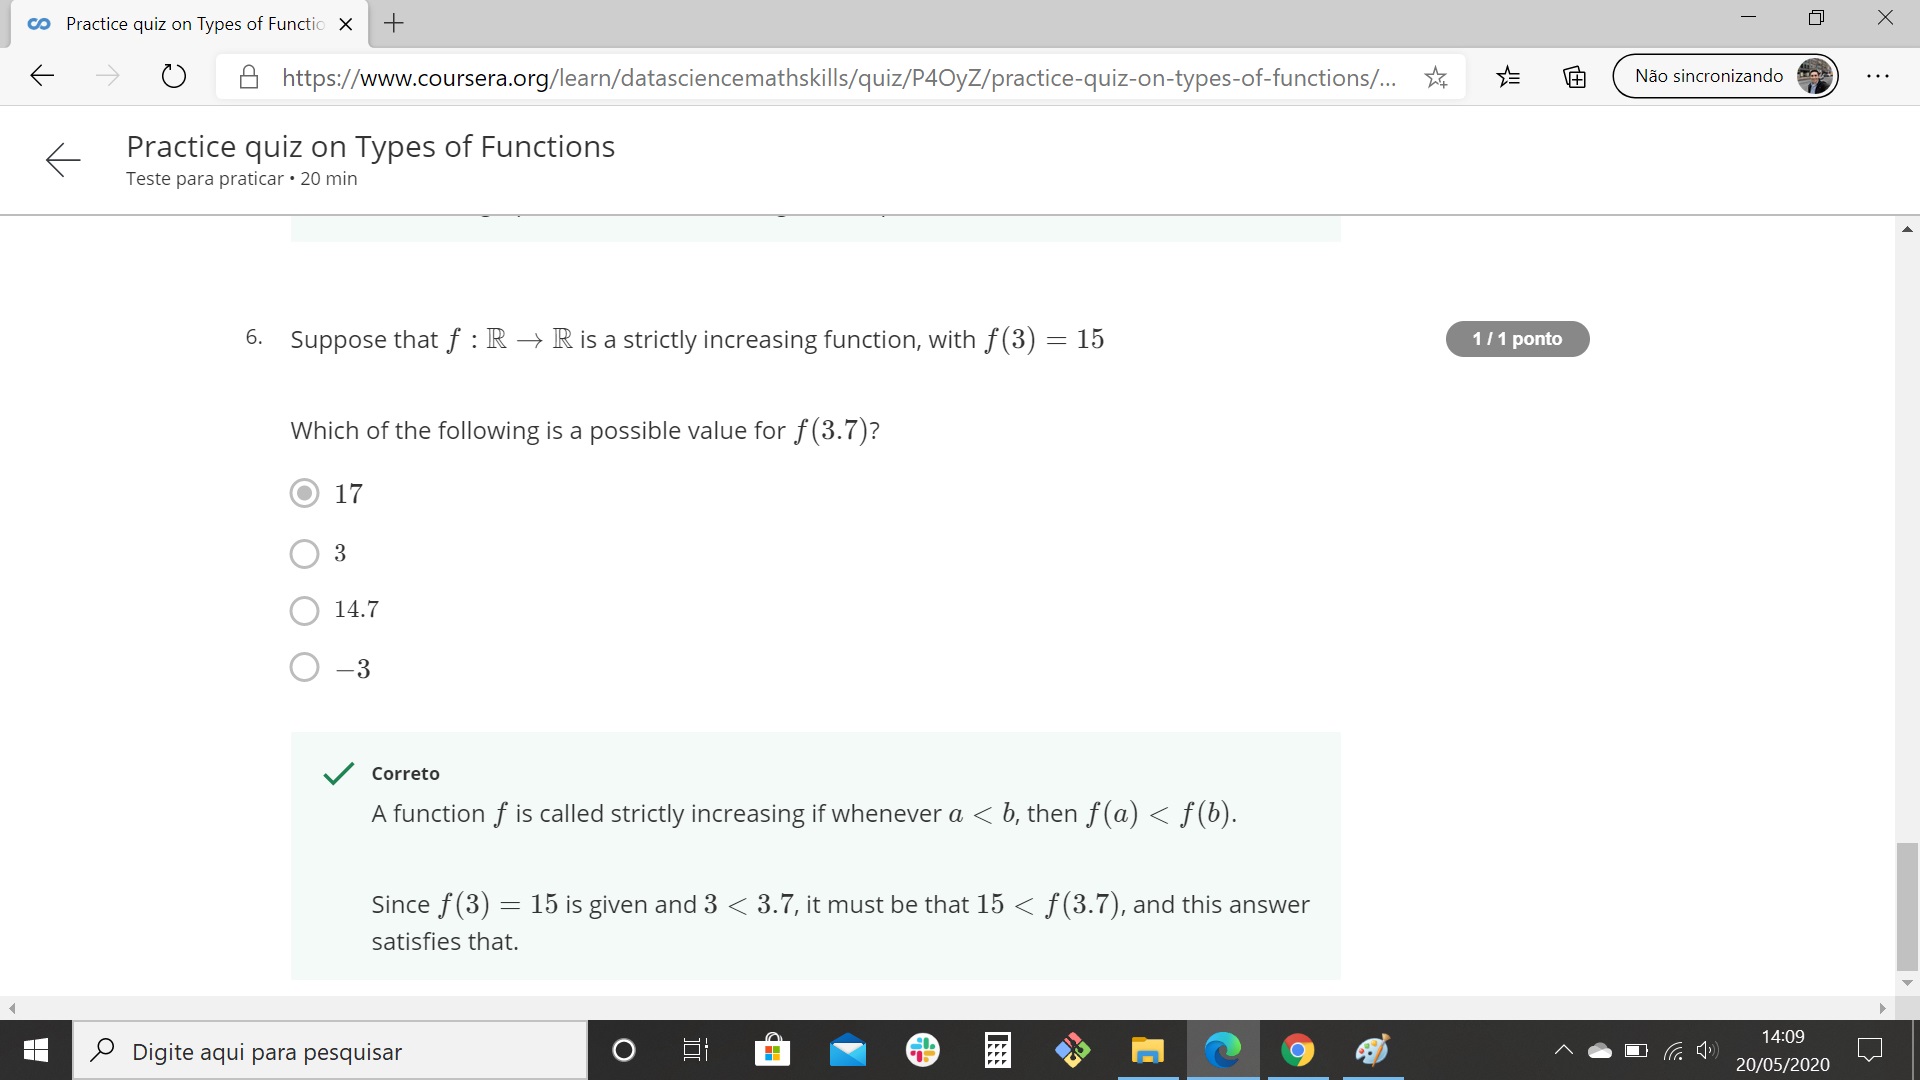 Practice quiz on Types of Functio
https://www.coursera.org/learn/datasciencemathskills/quiz/P4OyZ/practice-quiz-on-types-of-functions/...
Não sincronizando
Practice quiz on Types of Functions
Teste para praticar • 20 min
6. Suppose that f : ℝ → ℝ is a strictly increasing function, with f(3) = 15
1 / 1 ponto
Which of the following is a possible value for f(3.7)?
17
3
14.7
−3
Correto
A function f is called strictly increasing if whenever a < b, then f(a) < f(b).
Since f(3) = 15 is given and 3 < 3.7, it must be that 15 < f(3.7), and this answer
satisfies that.
Digite aqui para pesquisar
14:09
20/05/2020